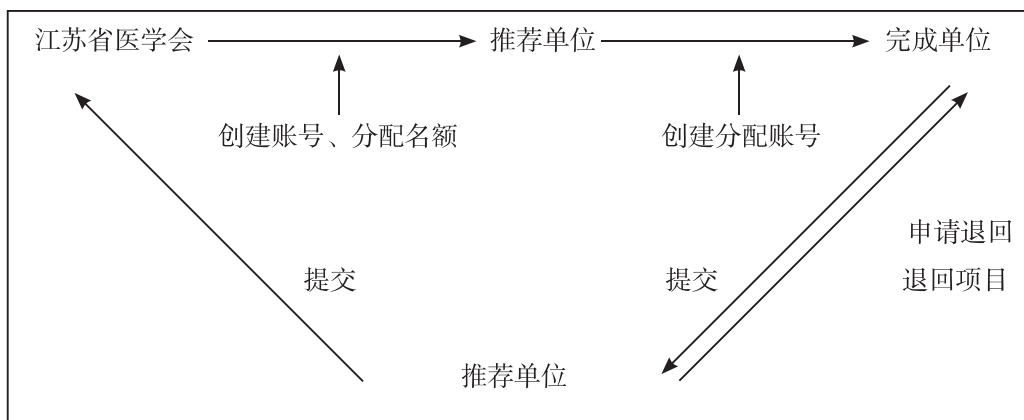 江苏省医学会
推荐单位
完成单位
创建账号、分配名额
创建分配账号
申请退回
提交
提交
退回项目
推荐单位